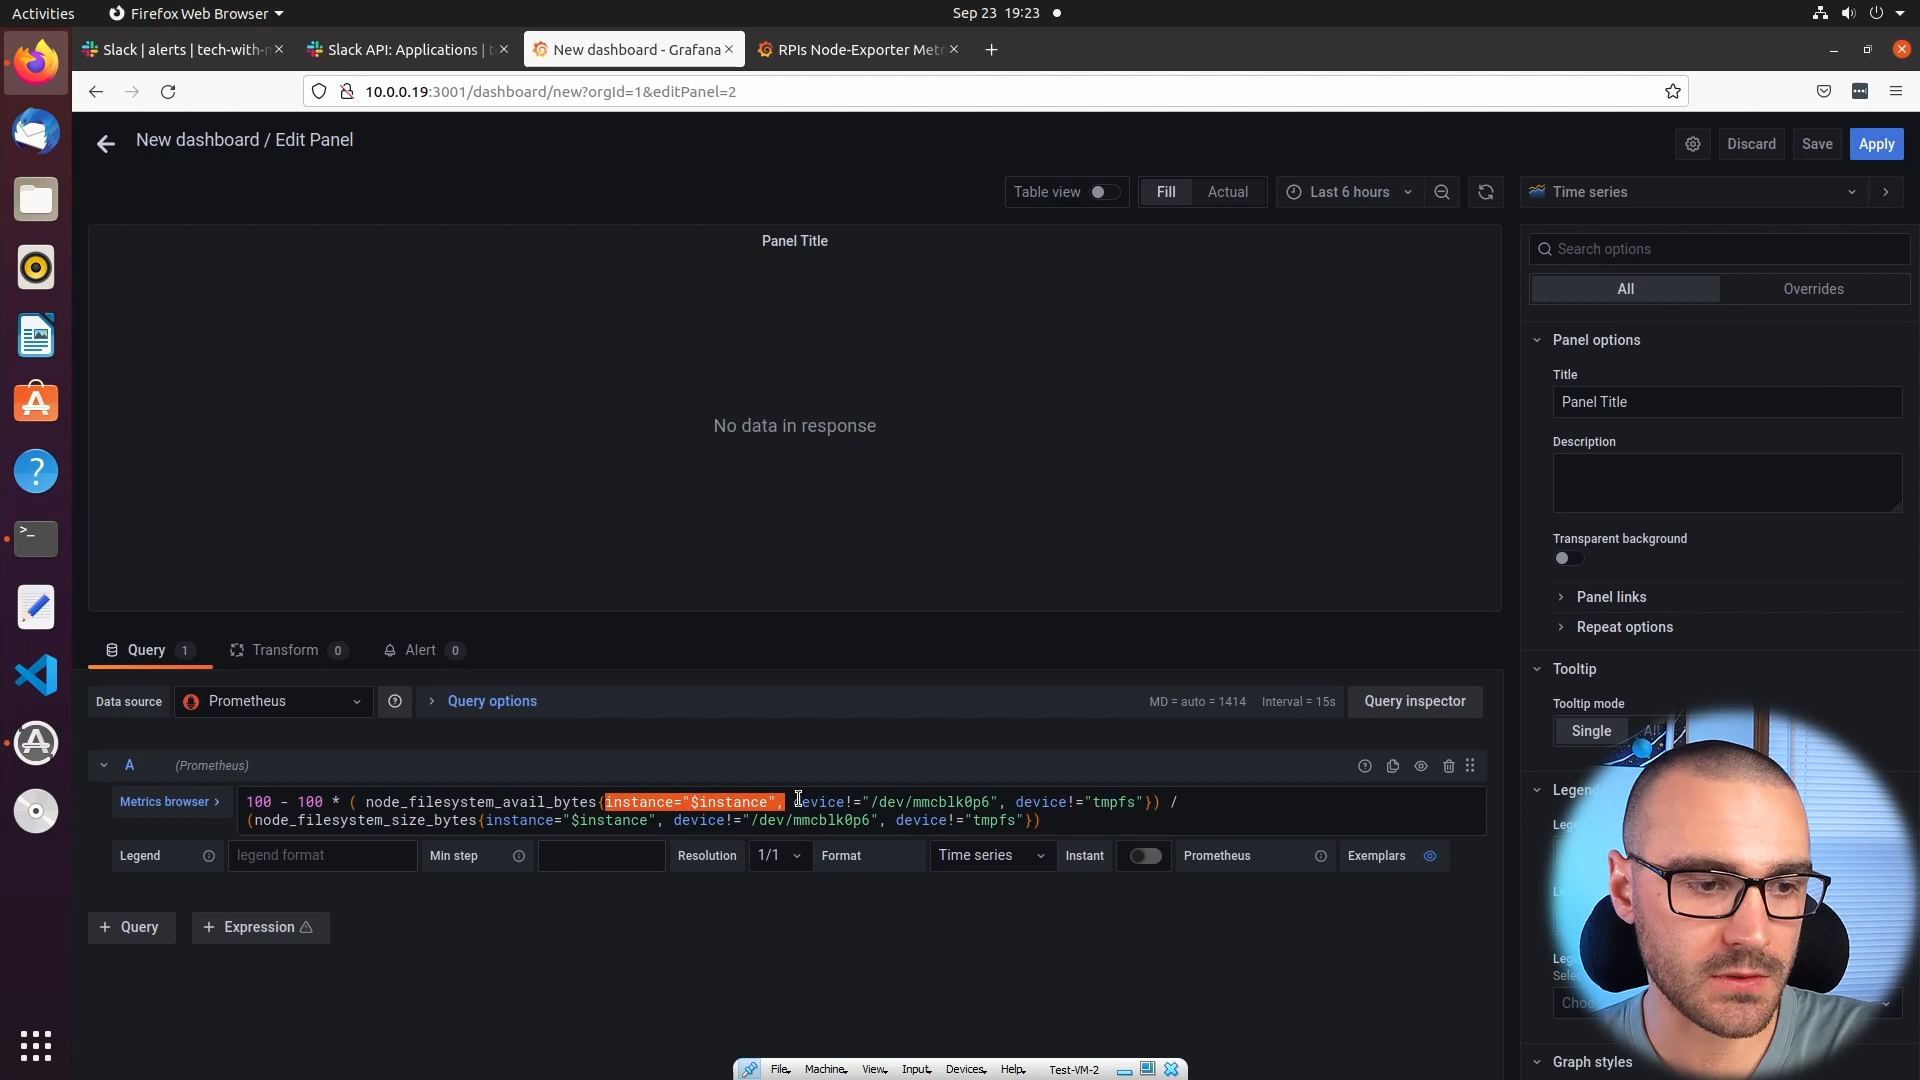 Activities
Firefox Web Browser
Sep 23 19:23
Slack | alerts | tech-with-
Slack API: Applications |
New dashboard - Grafana
RPIs Node-Exporter Met
10.0.0.19:3001/dashboard/new?orgId=1&editPanel=2
New dashboard / Edit Panel
Discard
Save
Apply
Table view
Fill
Actual
Last 6 hours
Time series
Panel Title
Search options
All
Overrides
No data in response
Panel options
Title
Panel Title
Description
Transparent background
Panel links
Repeat options
Tooltip
Tooltip mode
Single
All
Legend
Graph styles
Query 1
Transform 0
Alert 0
Data source
Prometheus
Query options
MD = auto = 1414
Interval = 15s
Query inspector
A
(Prometheus)
Metrics browser >
100 - 100 * ( node_filesystem_avail_bytes{instance="$instance", device!="/dev/mmcblk0p6", device!="tmpfs"}) /
(node_filesystem_size_bytes{instance="$instance", device!="/dev/mmcblk0p6", device!="tmpfs"})
Legend
legend format
Min step
Resolution
1/1
Format
Time series
Instant
Prometheus
Exemplars
+ Query
+ Expression
File
Machine
View
Input
Devices
Help
Test-VM-2